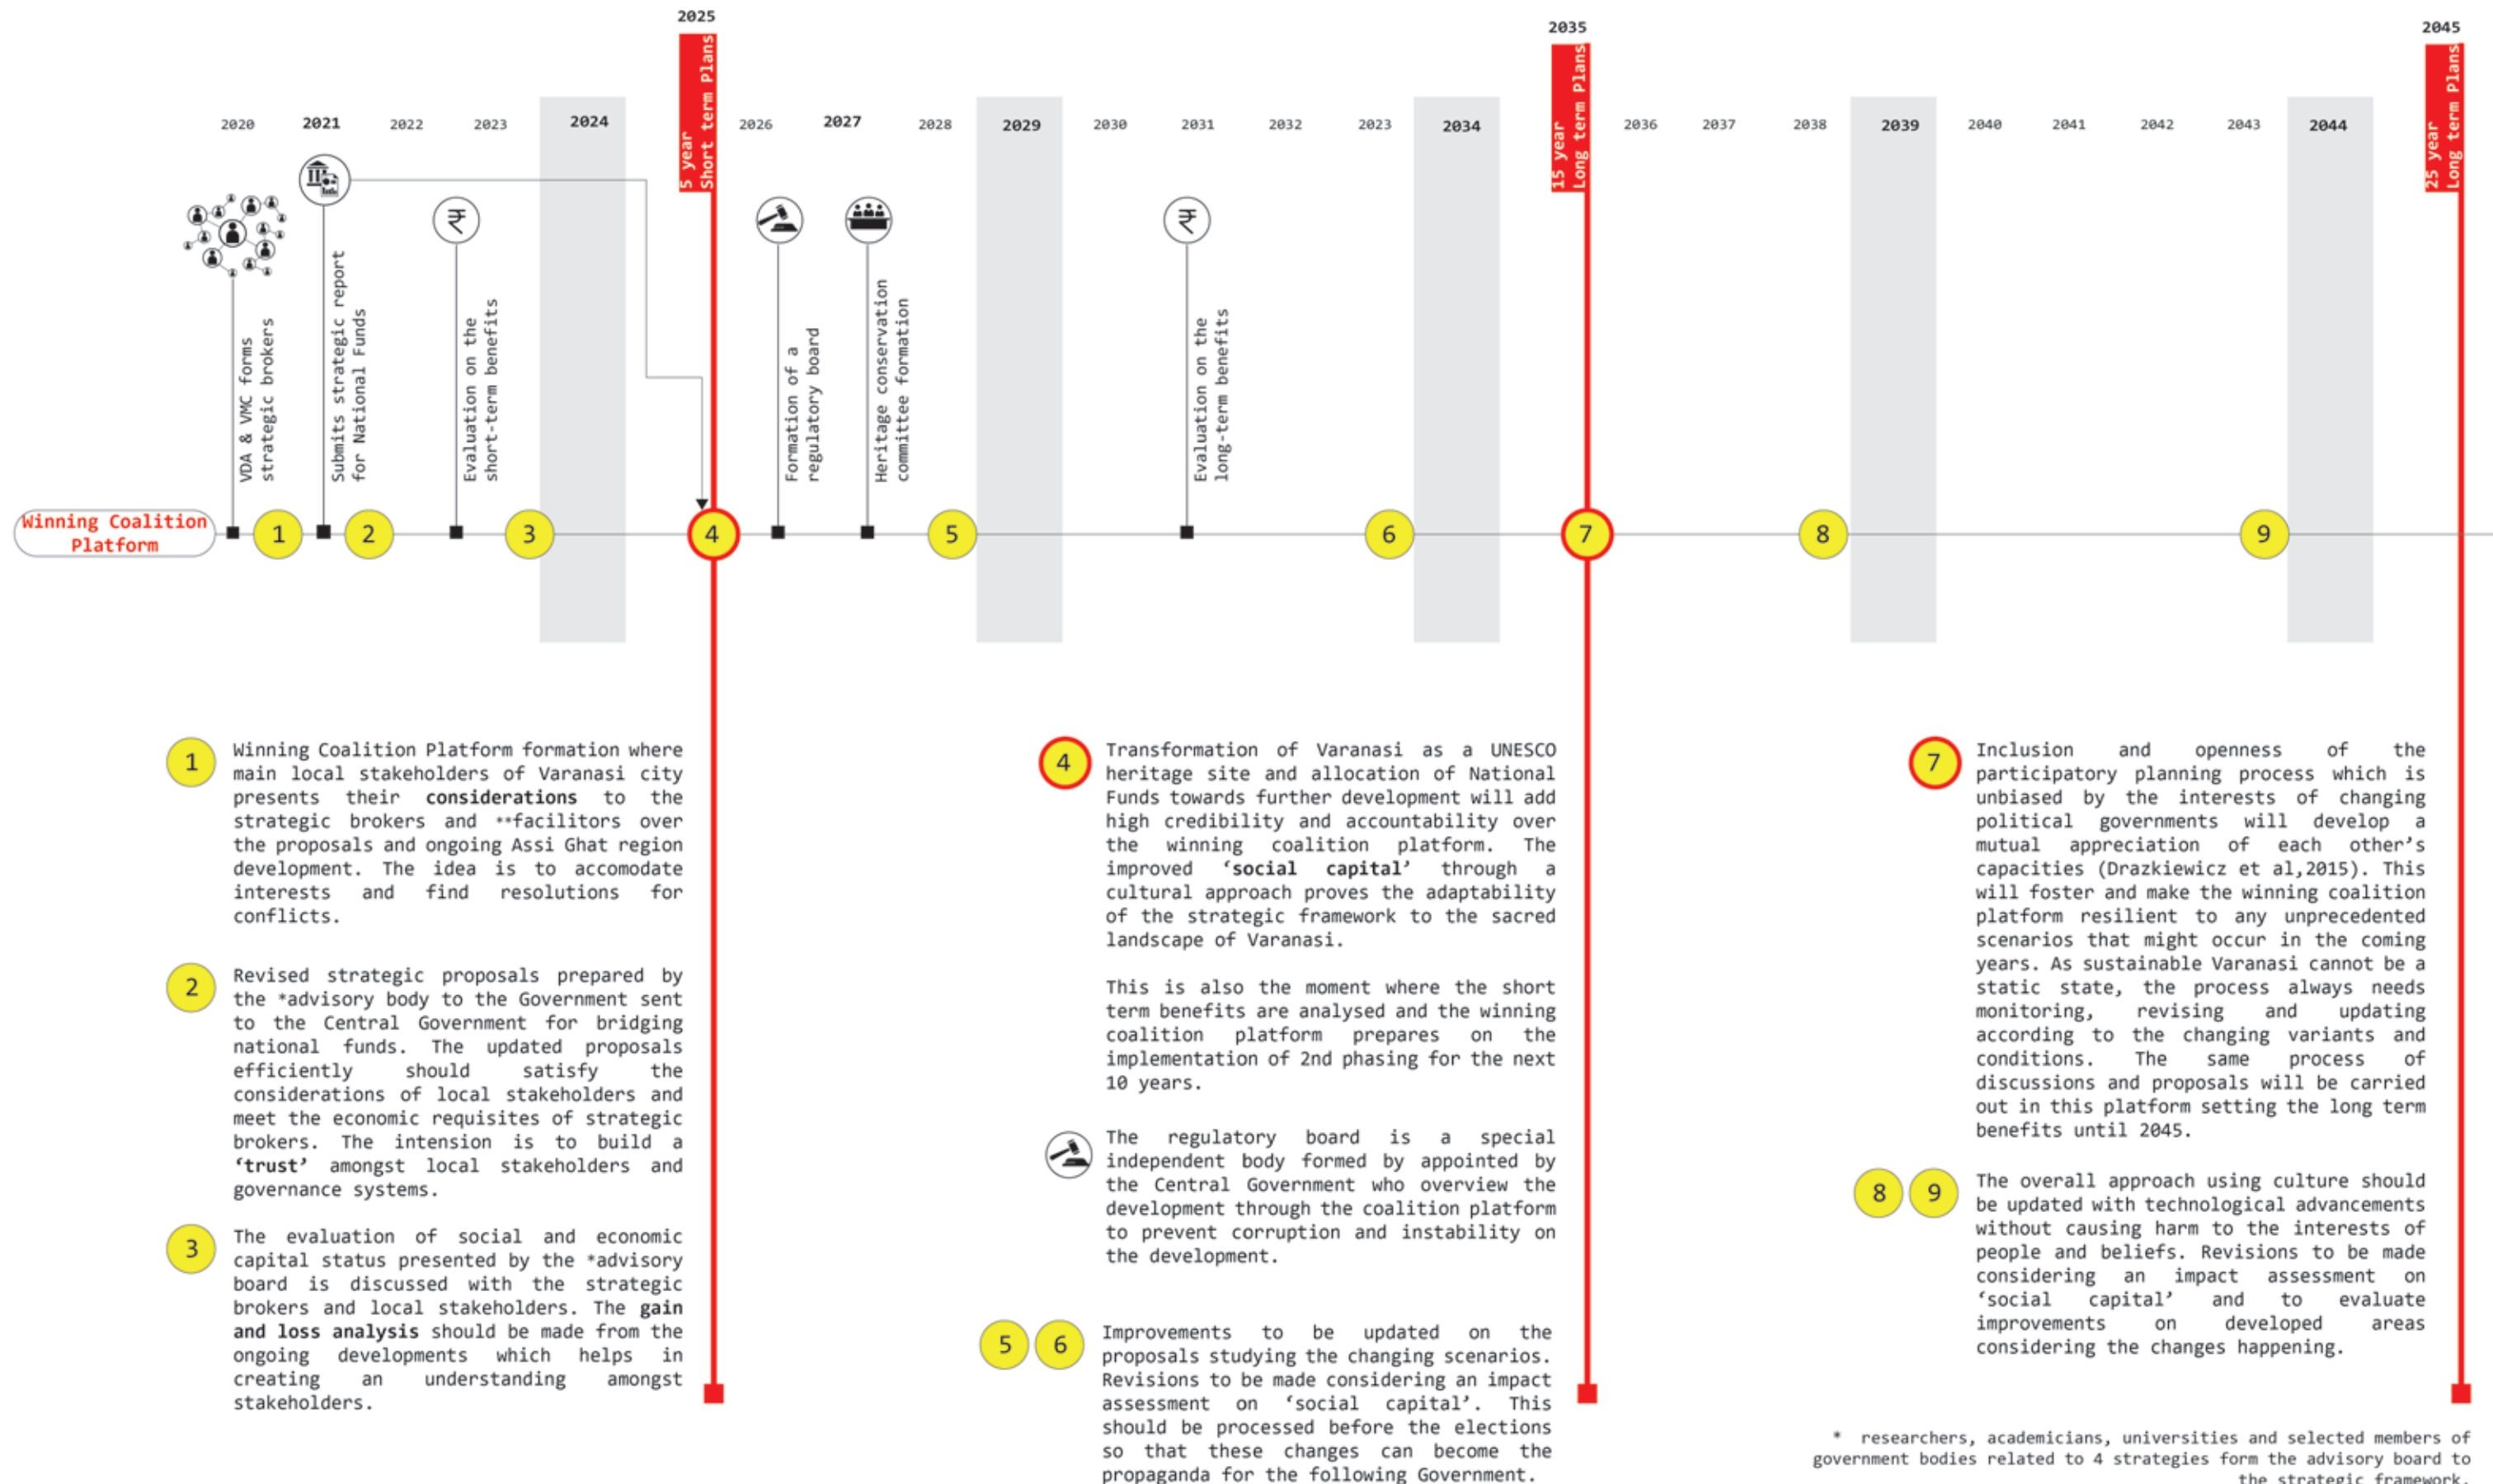 2025
2035
2045
5 year
Short term Plans
15 year
Long term Plans
25 year
Long term Plans
2020 2021 2022 2023 2024 2026 2027 2028 2029 2030 2031 2032 2023 2034 2036 2037 2038 2039 2040 2041 2042 2043 2044
₹
₹
VDA & VMC forms
strategic brokers
Submits strategic report
for National Funds
Evaluation on the
short-term benefits
Formation of a
regulatory board
Heritage conservation
committee formation
Evaluation on the
long-term benefits
Winning Coalition
Platform
1 2 3 4 5 6 7 8 9
1
Winning Coalition Platform formation where
main local stakeholders of Varanasi city
presents their considerations to the
strategic brokers and **facilitors over
the proposals and ongoing Assi Ghat region
development. The idea is to accomodate
interests and find resolutions for
conflicts.
2
Revised strategic proposals prepared by
the *advisory body to the Government sent
to the Central Government for bridging
national funds. The updated proposals
efficiently should satisfy the
considerations of local stakeholders and
meet the economic requisites of strategic
brokers. The intension is to build a
‘trust’ amongst local stakeholders and
governance systems.
3
The evaluation of social and economic
capital status presented by the *advisory
board is discussed with the strategic
brokers and local stakeholders. The gain
and loss analysis should be made from the
ongoing developments which helps in
creating an understanding amongst
stakeholders.
4
Transformation of Varanasi as a UNESCO
heritage site and allocation of National
Funds towards further development will add
high credibility and accountability over
the winning coalition platform. The
improved ‘social capital’ through a
cultural approach proves the adaptability
of the strategic framework to the sacred
landscape of Varanasi.
This is also the moment where the short
term benefits are analysed and the winning
coalition platform prepares on the
implementation of 2nd phasing for the next
10 years.
The regulatory board is a special
independent body formed by appointed by
the Central Government who overview the
development through the coalition platform
to prevent corruption and instability on
the development.
5 6
Improvements to be updated on the
proposals studying the changing scenarios.
Revisions to be made considering an impact
assessment on ‘social capital’. This
should be processed before the elections
so that these changes can become the
propaganda for the following Government.
7
Inclusion and openness of the
participatory planning process which is
unbiased by the interests of changing
political governments will develop a
mutual appreciation of each other’s
capacities (Drazkiewicz et al,2015). This
will foster and make the winning coalition
platform resilient to any unprecedented
scenarios that might occur in the coming
years. As sustainable Varanasi cannot be a
static state, the process always needs
monitoring, revising and updating
according to the changing variants and
conditions. The same process of
discussions and proposals will be carried
out in this platform setting the long term
benefits until 2045.
8 9
The overall approach using culture should
be updated with technological advancements
without causing harm to the interests of
people and beliefs. Revisions to be made
considering an impact assessment on
‘social capital’ and to evaluate
improvements on developed areas
considering the changes happening.
* researchers, academicians, universities and selected members of
government bodies related to 4 strategies form the advisory board to
the strategic framework.